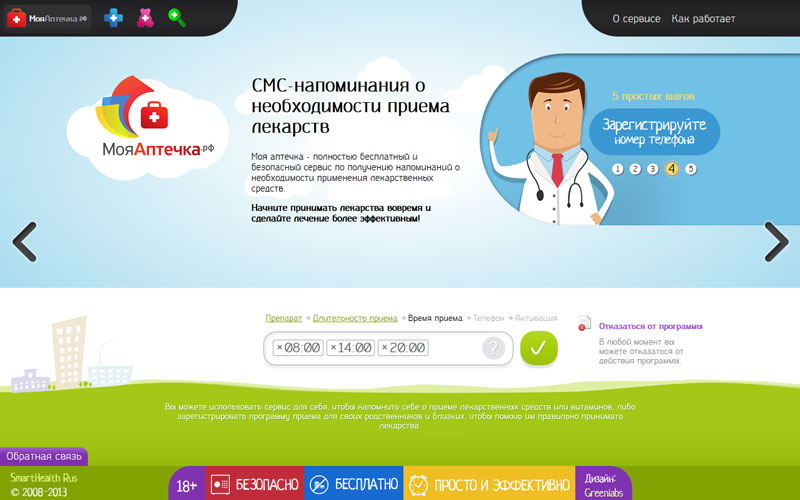 МояАптечка.рф
О сервисе Как работает
МояАптечка.рф
СМС-напоминания о
необходимости приема
лекарств
Моя аптечка - полностью бесплатный и
безопасный сервис по получению напоминаний о
необходимости применения лекарственных
средств.
Начните принимать лекарства вовремя и
сделайте лечение более эффективным!
5 простых шагов:
Зарегистрируйте
номер телефона
1 2 3 4 5
Препарат → Длительность приема → Время приема → Телефон → Активация
× 08:00 × 14:00 × 20:00 ?
Отказаться от программы
В любой момент вы
можете отказаться от
действия программы.
Вы можете использовать сервис для себя, чтобы напомнить себе о приеме лекарственных средств или витаминов, либо
зарегистрировать программу приема для своих родственников и близких, чтобы помочь им правильно принимать
лекарства.
Обратная связь
SmartHealth Rus
© 2008-2013
18+ БЕЗОПАСНО БЕСПЛАТНО ПРОСТО И ЭФФЕКТИВНО
Дизайн:
Greenlabs